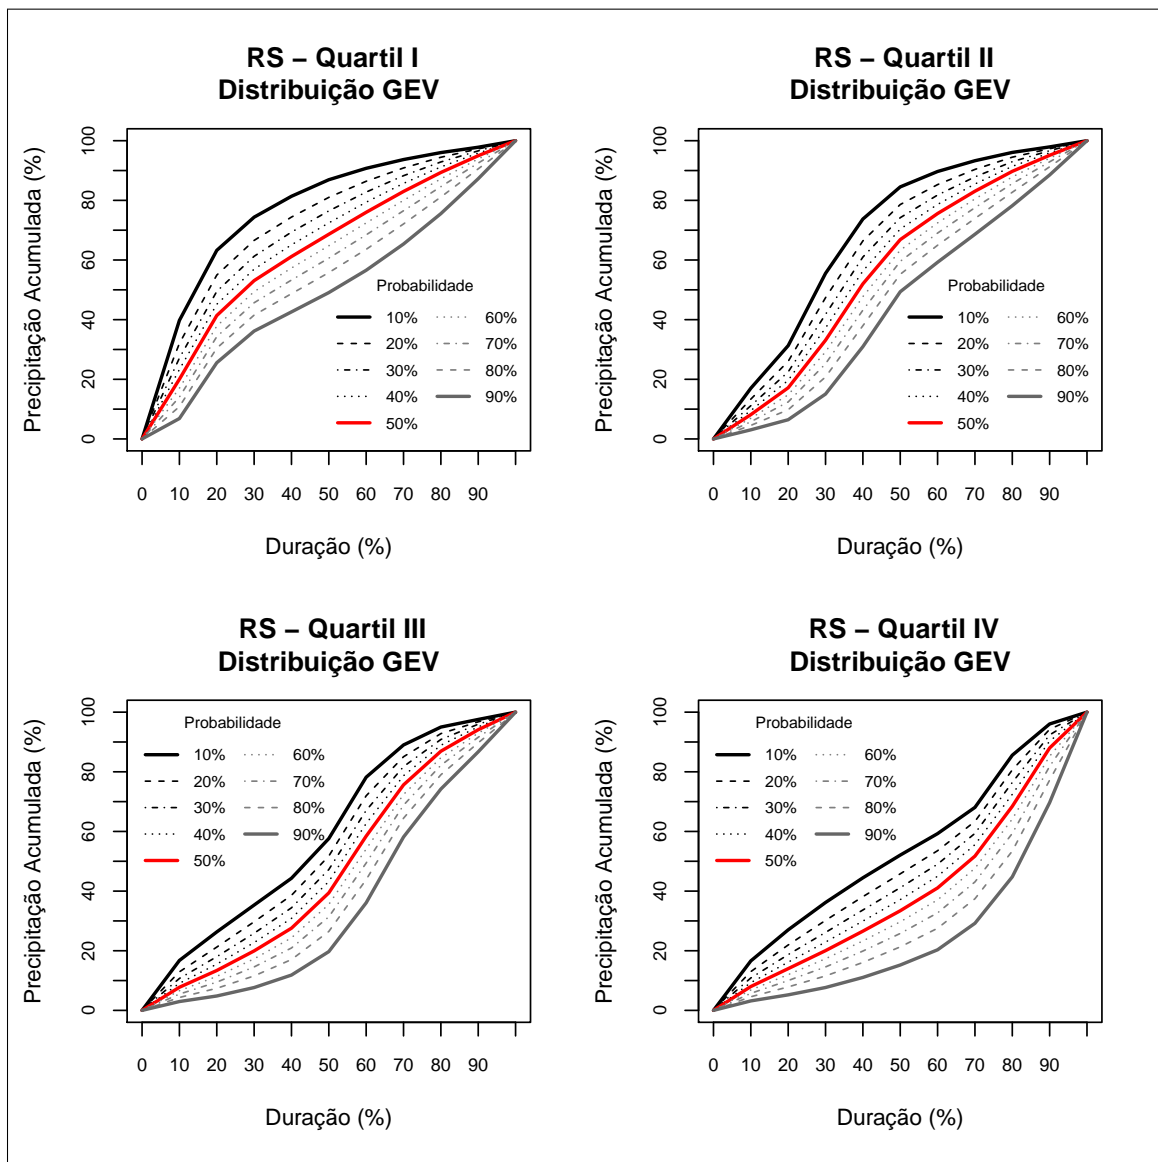 RS – Quartil I
Distribuição GEV
Precipitação Acumulada (%)
100
80
60
40
20
0
Probabilidade
10% 60%
20% 70%
30% 80%
40% 90%
50%
0 10 20 30 40 50 60 70 80 90
Duração (%)
RS – Quartil II
Distribuição GEV
Precipitação Acumulada (%)
100
80
60
40
20
0
Probabilidade
10% 60%
20% 70%
30% 80%
40% 90%
50%
0 10 20 30 40 50 60 70 80 90
Duração (%)
RS – Quartil III
Distribuição GEV
Precipitação Acumulada (%)
100
80
60
40
20
0
Probabilidade
10% 60%
20% 70%
30% 80%
40% 90%
50%
0 10 20 30 40 50 60 70 80 90
Duração (%)
RS – Quartil IV
Distribuição GEV
Precipitação Acumulada (%)
100
80
60
40
20
0
Probabilidade
10% 60%
20% 70%
30% 80%
40% 90%
50%
0 10 20 30 40 50 60 70 80 90
Duração (%)